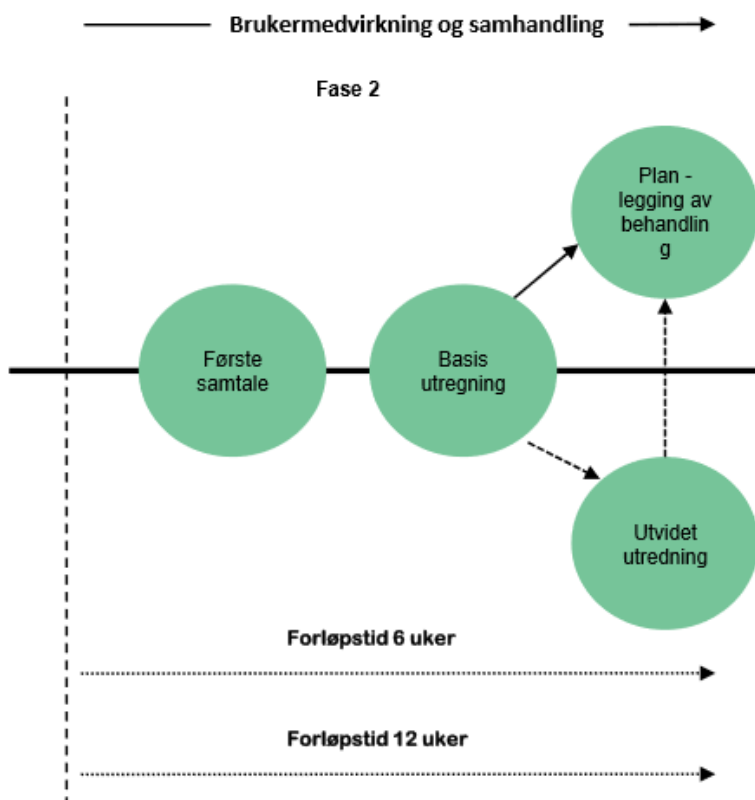 Brukermedvirkning og samhandling
Fase 2
Plan -
legging av
behandlin
g
Første
samtale
Basis
utregning
Utvidet
utredning
Forløpstid 6 uker
Forløpstid 12 uker